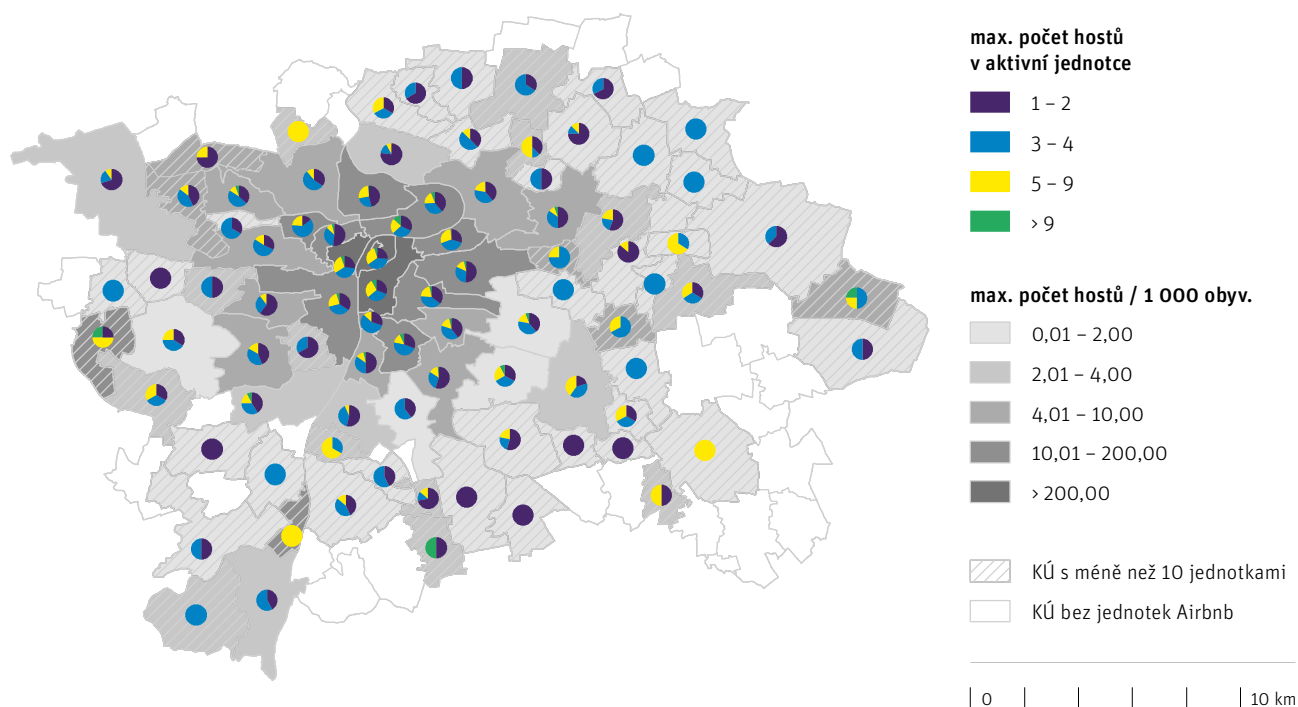 max. počet hostů
v aktivní jednotce
1 – 2
3 – 4
5 – 9
> 9
max. počet hostů / 1 000 obyv.
0,01 – 2,00
2,01 – 4,00
4,01 – 10,00
10,01 – 200,00
> 200,00
KÚ s méně než 10 jednotkami
KÚ bez jednotek Airbnb
0 10 km